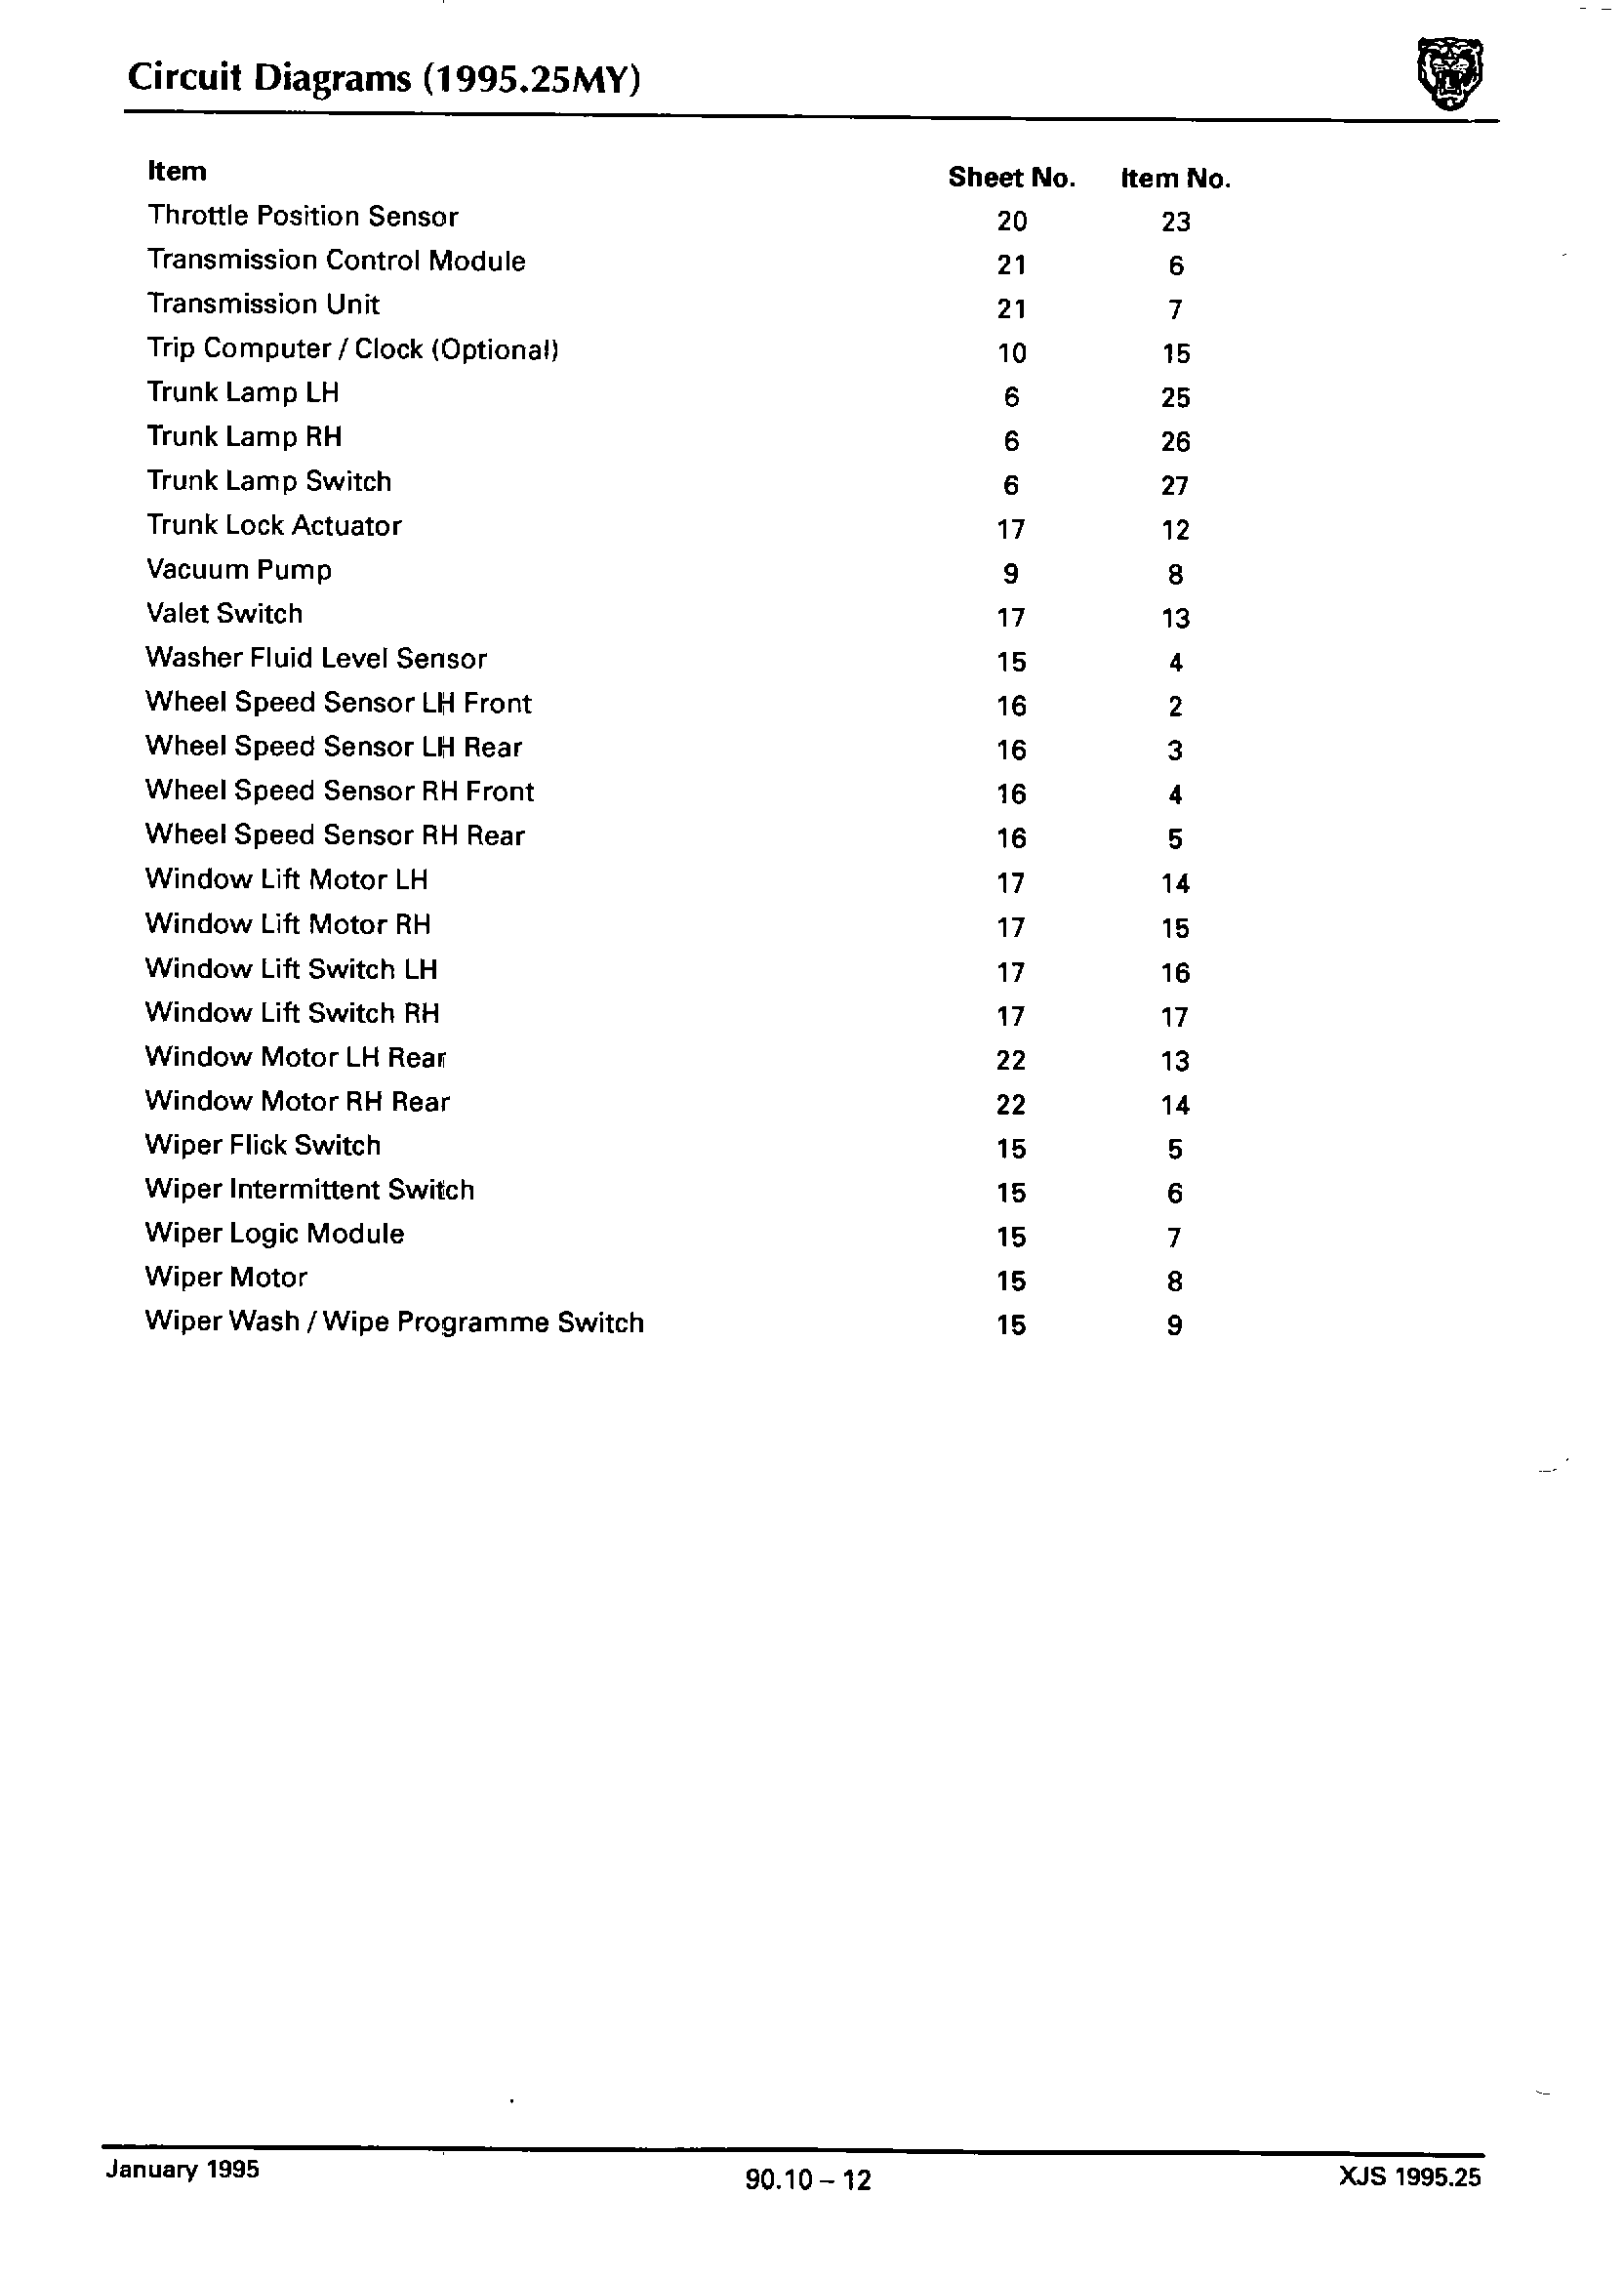 Circuit Diagrams (1995.25MY)
Item Sheet No. Item No.
Throttle Position Sensor 20 23
Transmission Control Module 21 6
Transmission Unit 21 7
Trip Computer / Clock (Optional) 10 15
Trunk Lamp LH 6 25
Trunk Lamp RH 6 26
Trunk Lamp Switch 6 27
Trunk Lock Actuator 17 12
Vacuum Pump 9 8
Valet Switch 17 13
Washer Fluid Level Sensor 15 4
Wheel Speed Sensor LH Front 16 2
Wheel Speed Sensor LH Rear 16 3
Wheel Speed Sensor RH Front 16 4
Wheel Speed Sensor RH Rear 16 5
Window Lift Motor LH 17 14
Window Lift Motor RH 17 15
Window Lift Switch LH 17 16
Window Lift Switch RH 17 17
Window Motor LH Rear 22 13
Window Motor RH Rear 22 14
Wiper Flick Switch 15 5
Wiper Intermittent Switch 15 6
Wiper Logic Module 15 7
Wiper Motor 15 8
Wiper Wash / Wipe Programme Switch 15 9
January 1995 90.10 – 12 XJS 1995.25